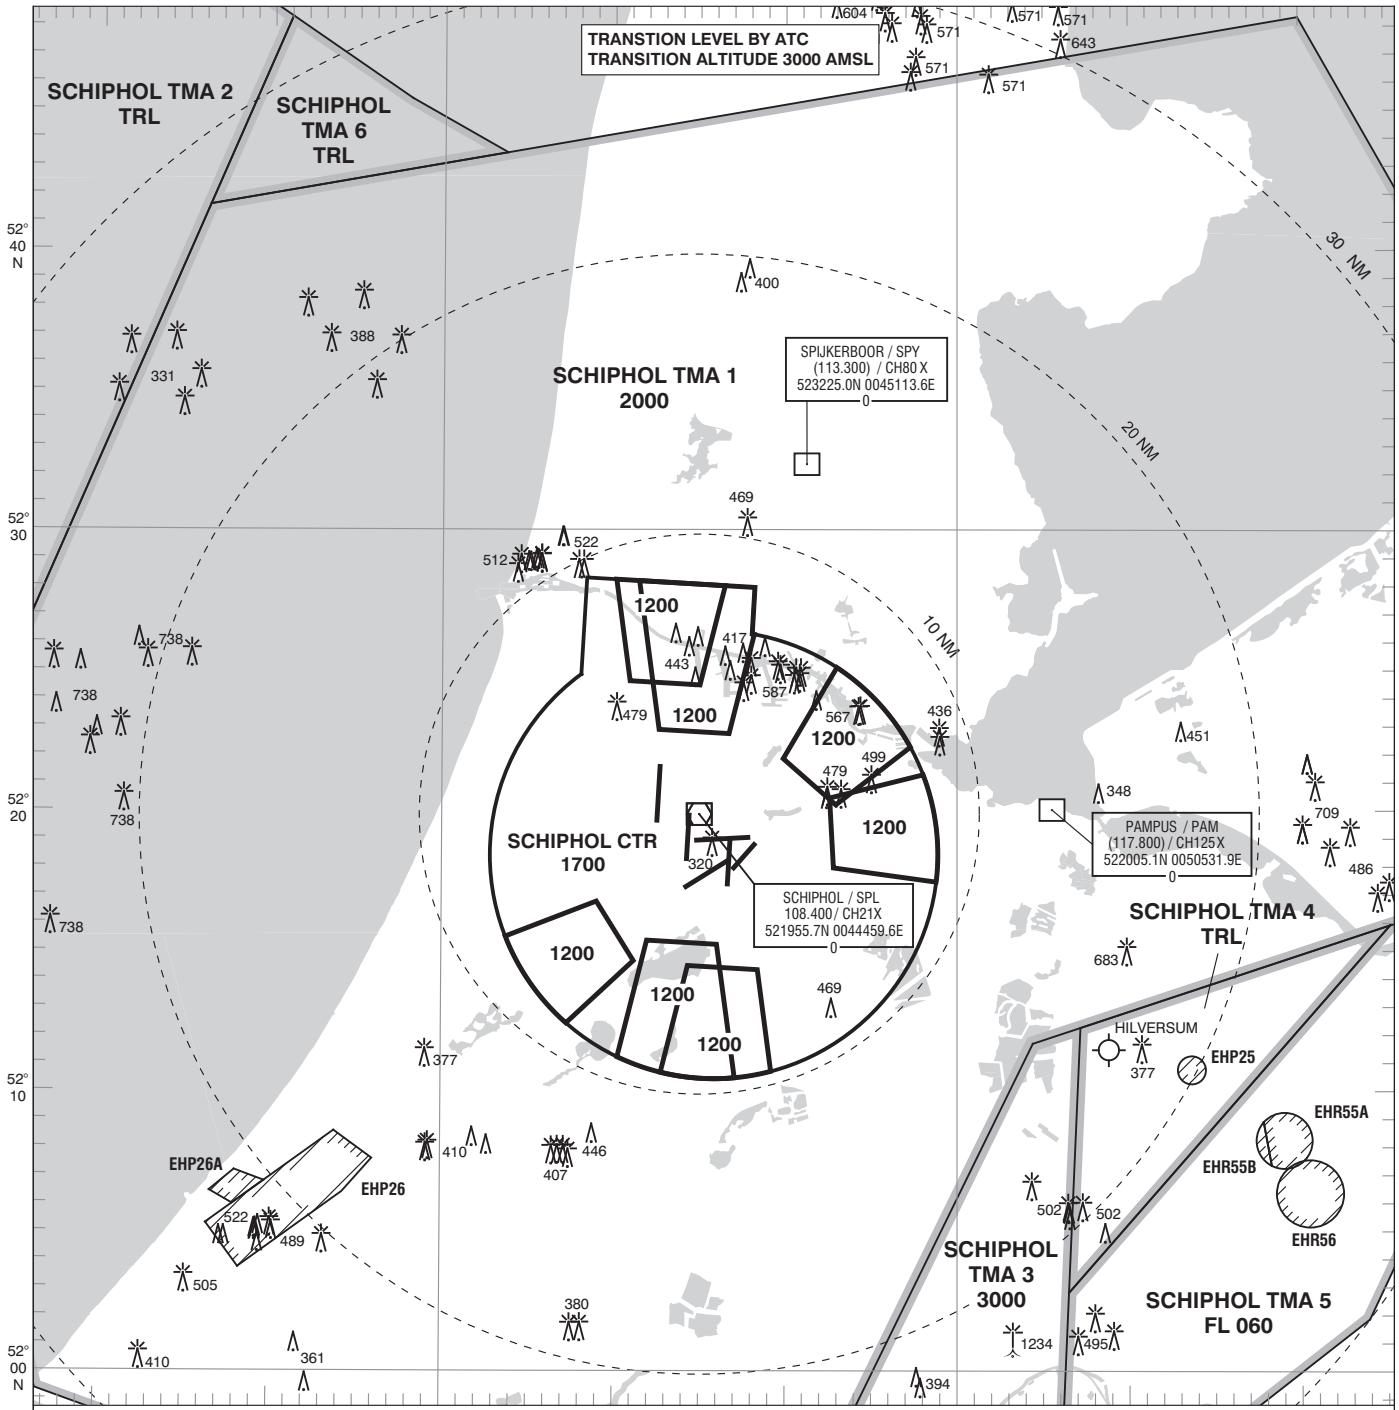 604
571
571
571
643
TRANSTION LEVEL BY ATC
TRANSITION ALTITUDE 3000 AMSL
571
571
SCHIPHOL TMA 2
TRL
SCHIPHOL
TMA 6
TRL
52°
40
N
30 NM
400
388
331
SCHIPHOL TMA 1
2000
SPIJKERBOOR / SPY
(113.300) / CH80 X
523225.0N 0045113.6E
0
20 NM
469
52°
30
512
522
1200
10 NM
738
443
417
587
738
479
1200
567
1200
436
451
499
479
52°
20
738
348
709
SCHIPHOL CTR
1700
320
1200
PAMPUS / PAM
(117.800) / CH125X
522005.1N 0050531.9E
0
486
SCHIPHOL / SPL
108.400/ CH21X
521955.7N 0044459.6E
0
738
SCHIPHOL TMA 4
TRL
1200
683
1200
469
1200
HILVERSUM
377
377
EHP25
52°
10
EHR55A
410
407
446
EHP26A
EHP26
EHR55B
522
489
502
502
EHR56
505
SCHIPHOL
TMA 3
3000
SCHIPHOL TMA 5
FL 060
380
1234
495
52°
00
N
410
361
394